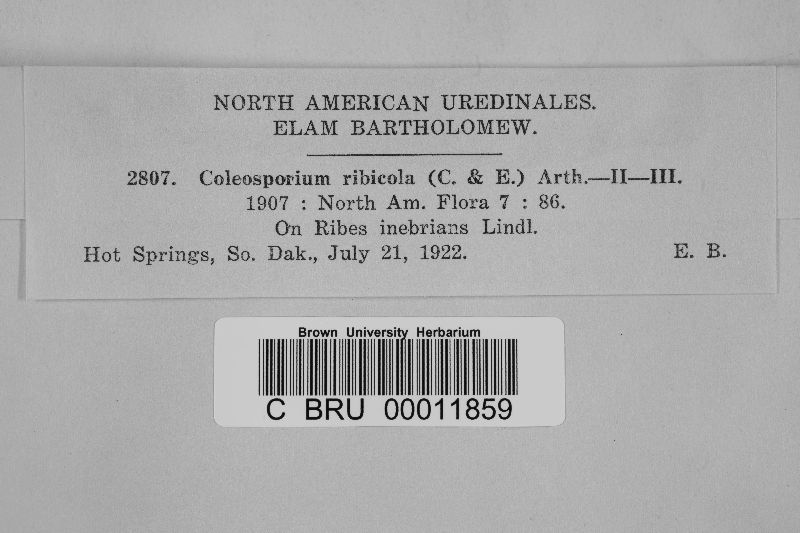 NORTH AMERICAN UREDINALES.
ELAM BARTHOLOMEW.
2807. Coleosporium ribicola (C. & E.) Arth.—II—III.
1907 : North Am. Flora 7 : 86.
On Ribes inebrians Lindl.
Hot Springs, So. Dak., July 21, 1922. E. B.
Brown University Herbarium
C BRU 00011859